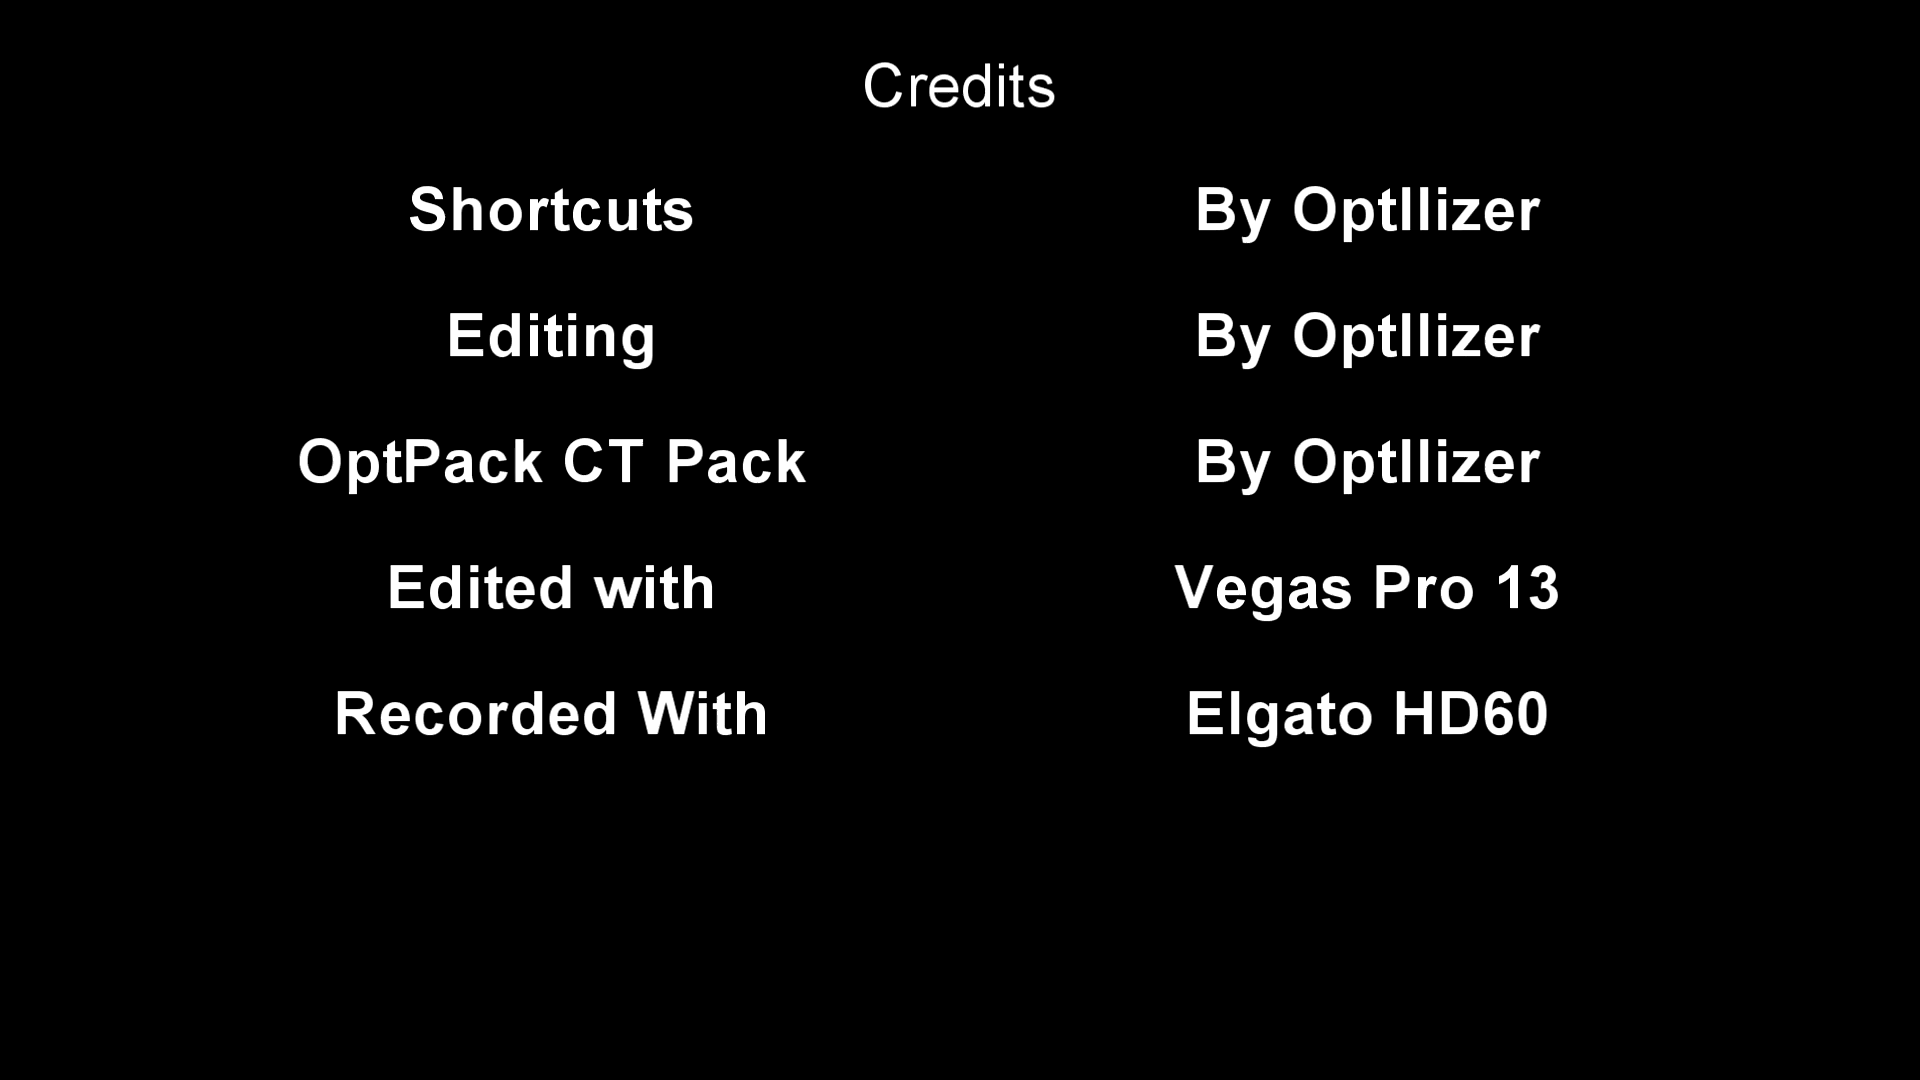 Credits
Shortcuts By OptIlizer
Editing By OptIlizer
OptPack CT Pack By OptIlizer
Edited with Vegas Pro 13
Recorded With Elgato HD60